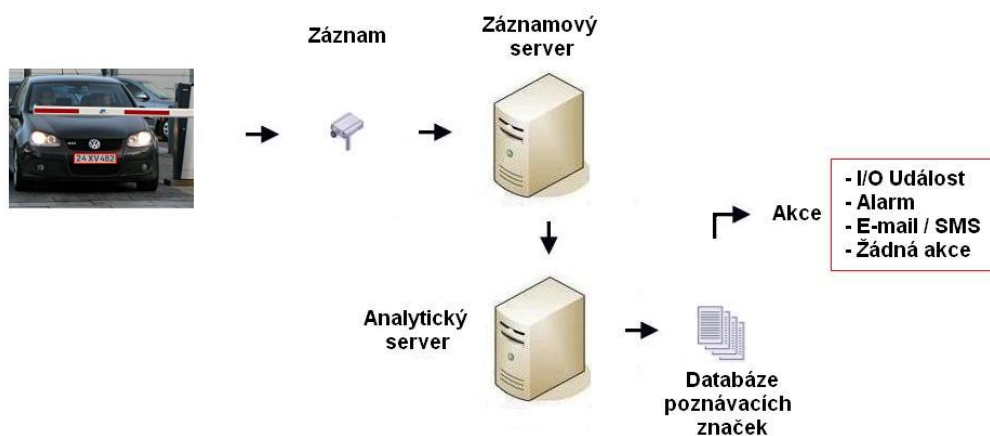 Záznam
Záznamový
server
24 XV482
- I/O Událost
- Alarm
- E-mail / SMS
- Žádná akce
Akce
Analytický
server
Databáze
poznávacích
značek